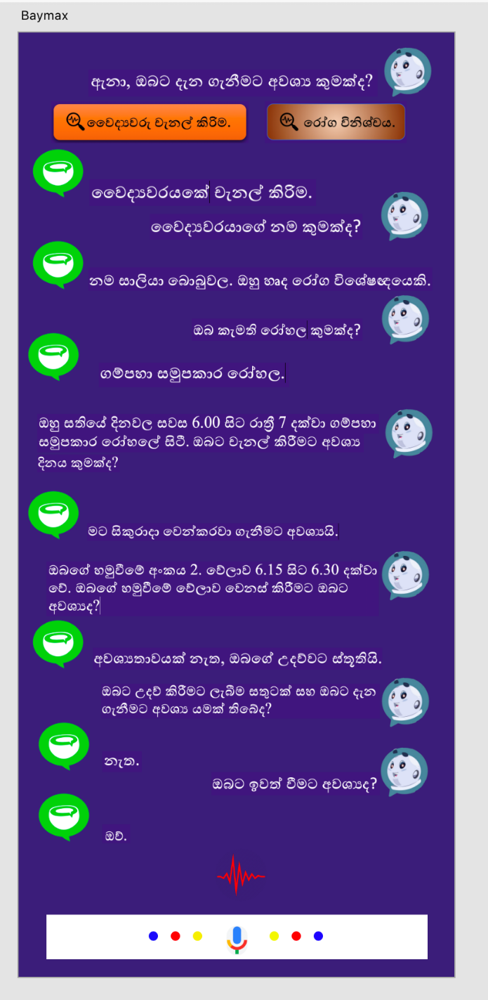 Baymax
ඇනා, ඔබට දැන ගැනීමට අවශ්‍ය කුමක්ද?
වෛද්‍යවරු චැනල් කිරිම.
රෝග විනිශ්චය.
වෛද්‍යවරයකේ චැනල් කිරිම.
වෛද්‍යවරයාගේ නම කුමක්ද?
නම සාලියා බොබුවල. ඔහු හෘද රෝග විශේෂඥයෙකි.
ඔබ කැමති රෝහල කුමක්ද?
ගම්පහා සමුපකාර රෝහල.
ඔහු සතියේ දිනවල සවස 6.00 සිට රාත්‍රී 7 දක්වා ගම්පහා
සමුපකාර රෝහලේ සිටී. ඔබට චැනල් කිරීමට අවශ්‍ය
දිනය කුමක්ද?
මට සිකුරාදා වෙන්කරවා ගැනීමට අවශ්‍යයි.
ඔබගේ හමුවීමේ අංකය 2. වේලාව 6.15 සිට 6.30 දක්වා
වේ. ඔබගේ හමුවීමේ වේලාව වෙනස් කිරීමට ඔබට
අවශ්‍යද?
අවශ්‍යතාවයක් නැත, ඔබගේ උදව්වට ස්තූතියි.
ඔබට උදව් කිරීමට ලැබීම සතුටක් සහ ඔබට දැන
ගැනීමට අවශ්‍ය යමක් තිබේද?
නැත.
ඔබට ඉවත් වීමට අවශ්‍යද?
ඔව්.